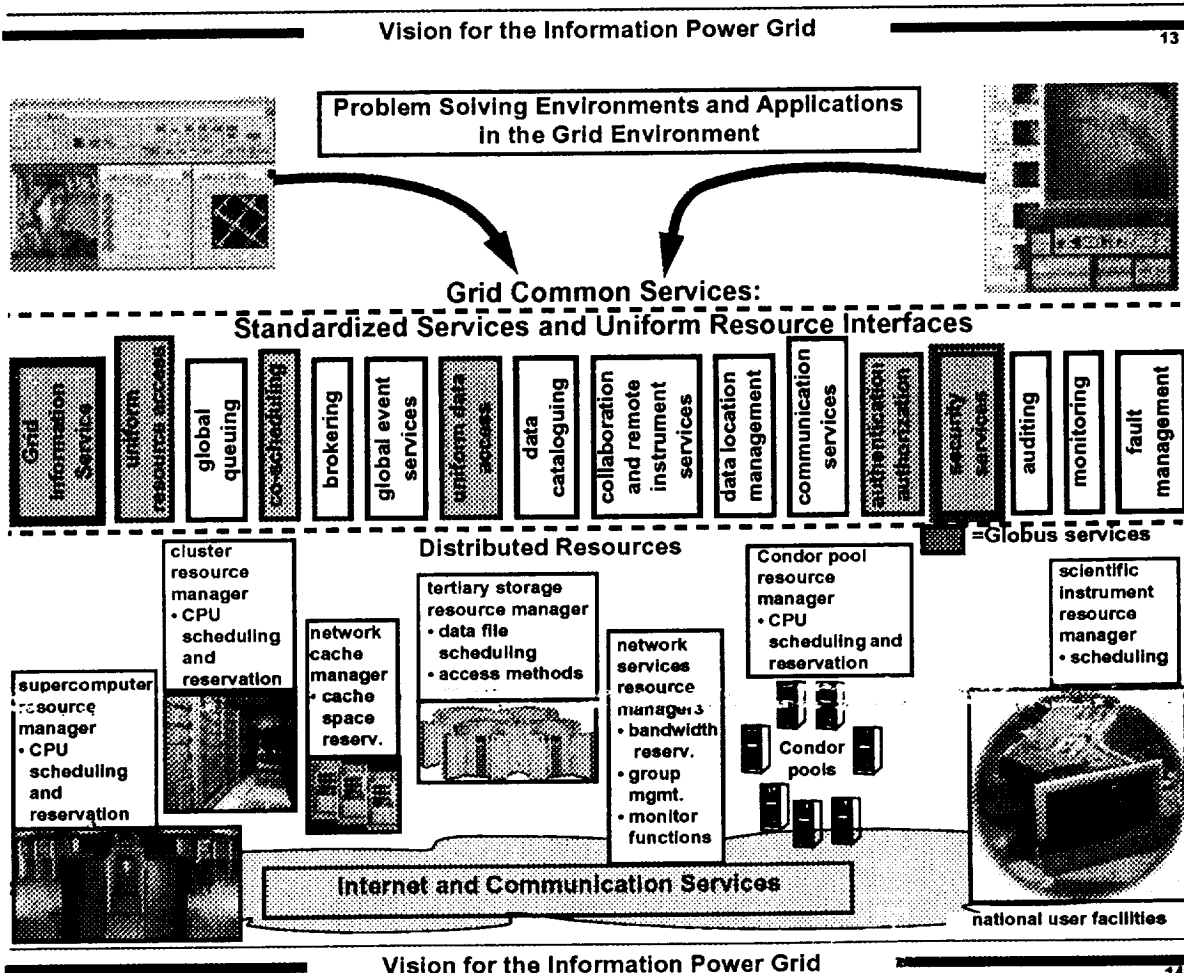 Vision for the Information Power Grid
13
Problem Solving Environments and Applications
in the Grid Environment
Grid Common Services:
Standardized Services and Uniform Resource Interfaces
Grid
Information
Service
uniform
resource access
global
queuing
co-scheduling
brokering
global event
services
uniform data
access
data
cataloguing
collaboration
and remote
instrument
services
data location
management
communication
services
authentication
authorization
security
services
auditing
monitoring
fault
management
=Globus services
Distributed Resources
supercomputer
resource
manager
• CPU
scheduling
and
reservation
cluster
resource
manager
• CPU
scheduling
and
reservation
network
cache
manager
• cache
space
reserv.
tertiary storage
resource manager
• data file
scheduling
• access methods
network
services
resource
managers
• bandwidth
reserv.
• group
mgmt.
• monitor
functions
Condor pool
resource
manager
• CPU
scheduling and
reservation
Condor
pools
scientific
instrument
resource
manager
• scheduling
Internet and Communication Services
national user facilities
Vision for the Information Power Grid